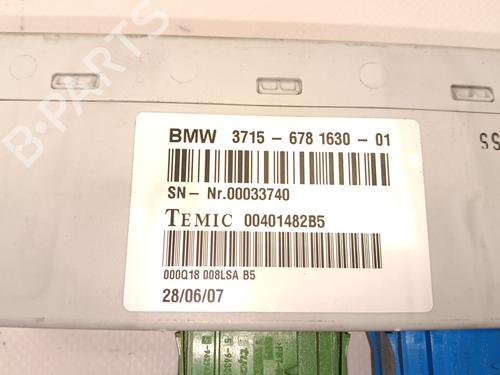 B-PARTS
BMW 3715 - 678 1630 - 01
SN- Nr.00033740
TEMIC 00401482B5
000Q18 008LSA B5
28/06/07